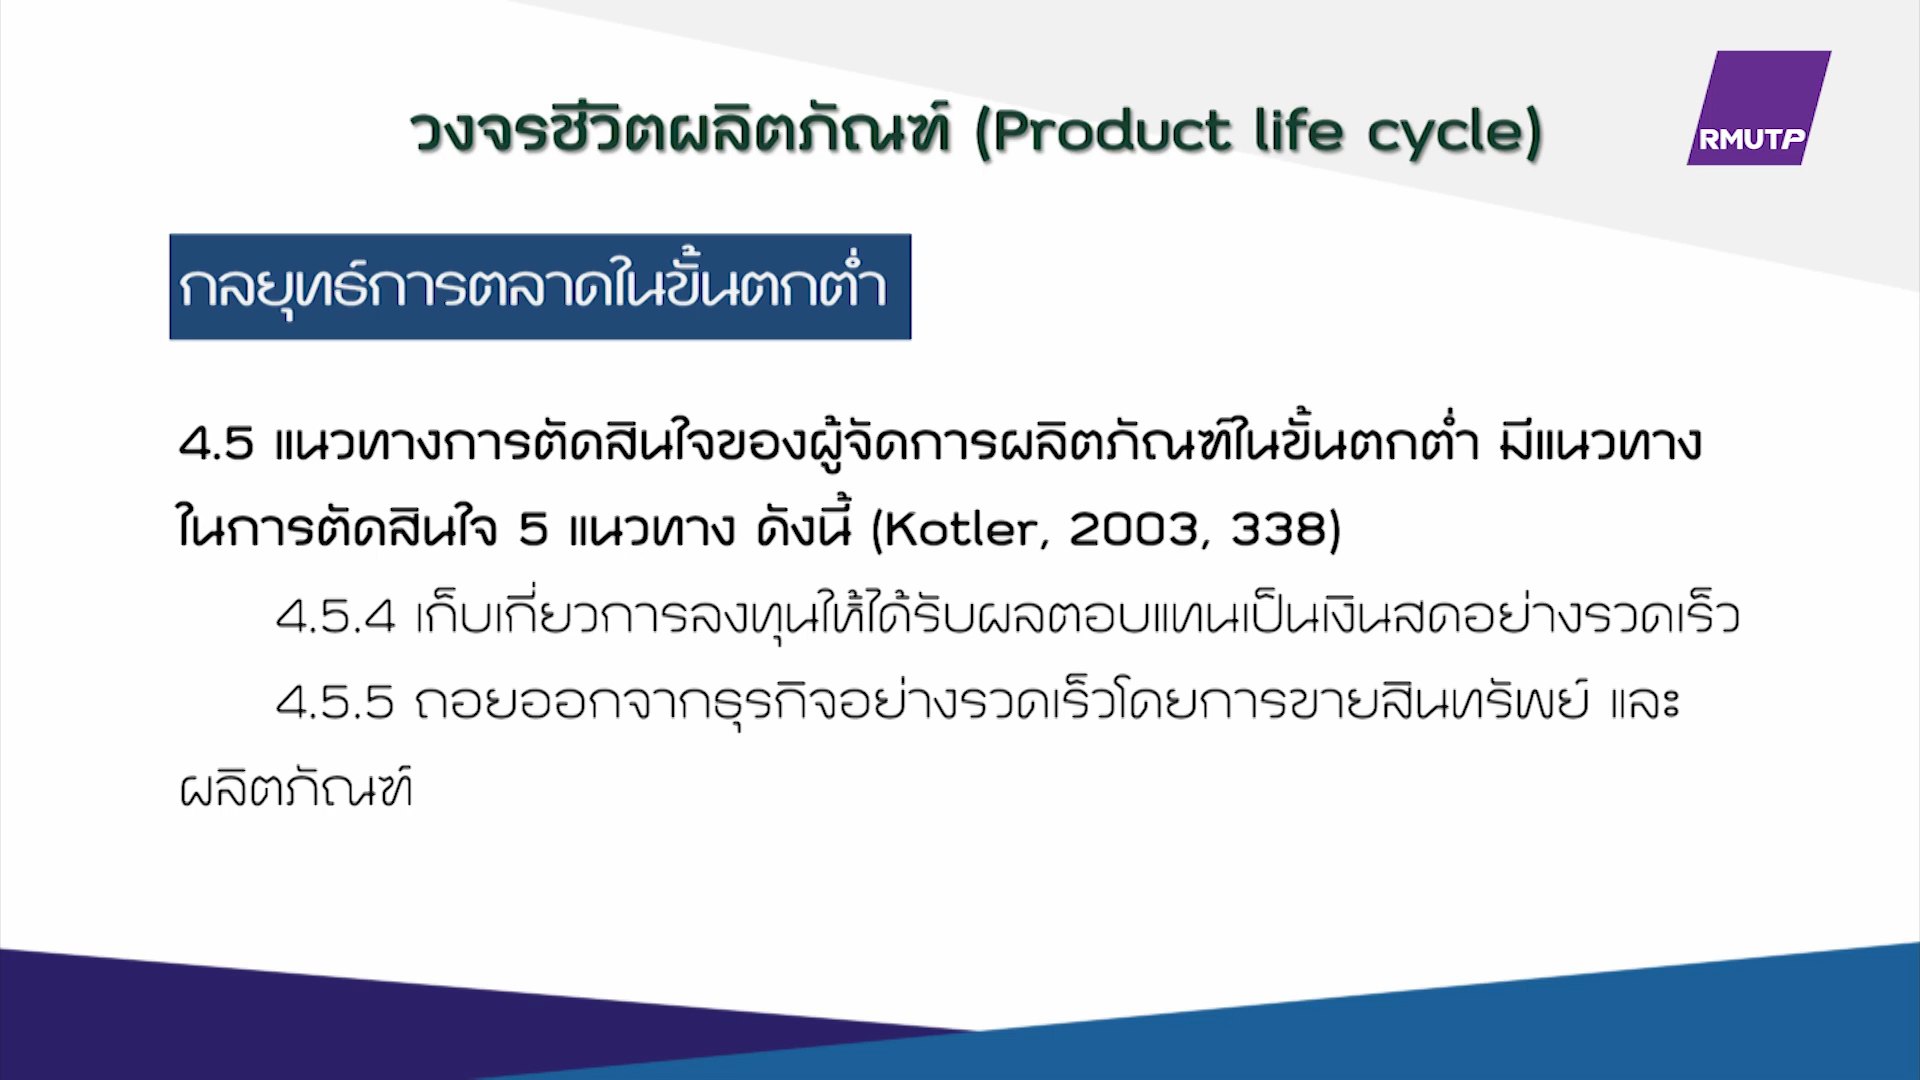 วงจรชีวิตผลิตภัณฑ์ (Product life cycle)
RMUTP
กลยุทธ์การตลาดในขั้นตกต่ำ
4.5 แนวทางการตัดสินใจของผู้จัดการผลิตภัณฑ์ในขั้นตกต่ำ มีแนวทาง
ในการตัดสินใจ 5 แนวทาง ดังนี้ (Kotler, 2003, 338)
4.5.4 เก็บเกี่ยวการลงทุนให้ได้รับผลตอบแทนเป็นเงินสดอย่างรวดเร็ว
4.5.5 ถอยออกจากธุรกิจอย่างรวดเร็วโดยการขายสินทรัพย์ และ
ผลิตภัณฑ์